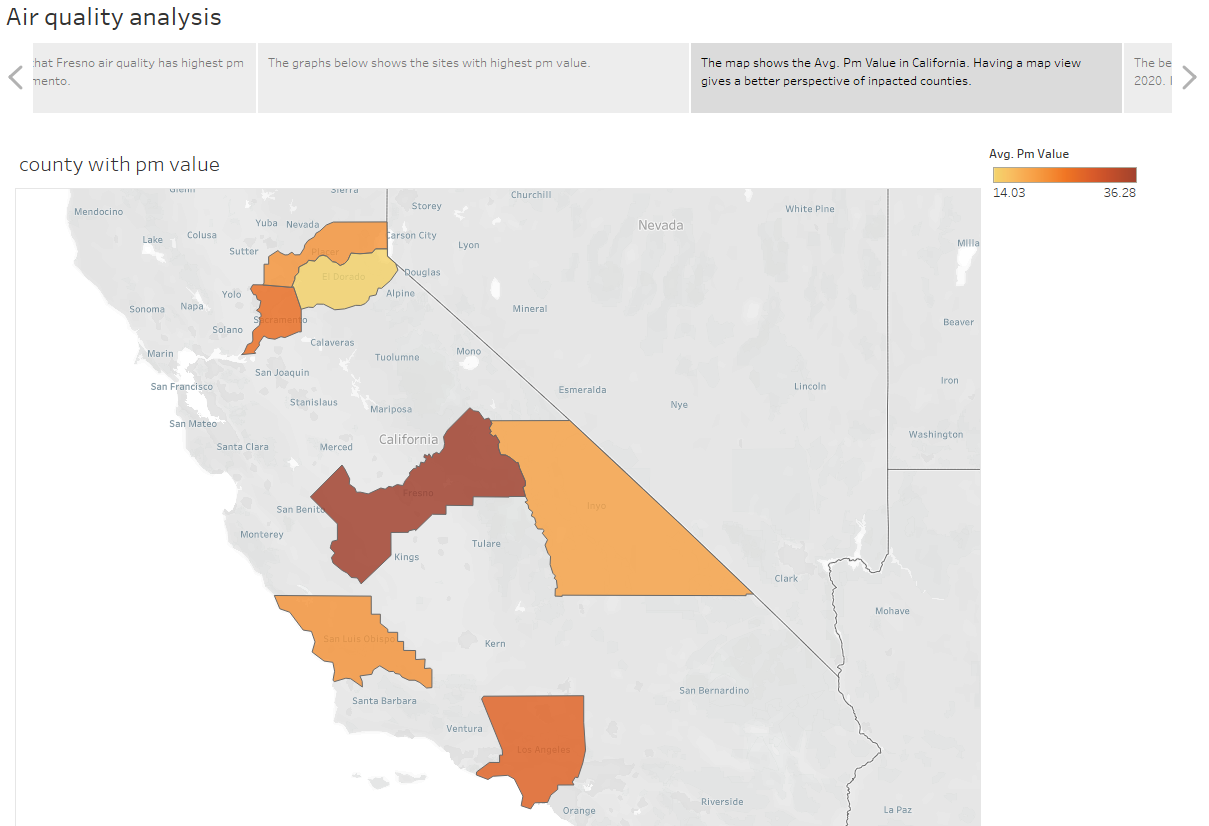 Air quality analysis
that Fresno air quality has highest pm
mento.
The graphs below shows the sites with highest pm value.
The map shows the Avg. Pm Value in California. Having a map view
gives a better perspective of inpacted counties.
The be
2020.
county with pm value
Avg. Pm Value
14.03 36.28
Glenn
Sierra
Churchill
Mendocino
Storey
White Pine
Yuba
Nevada
Nevada
Lake
Colusa
Carson City
Lyon
Milla
Sutter
Placer
Douglas
El Dorado
Yolo
Alpine
Napa
Sonoma
Mineral
Solano
Sacramento
Beaver
Calaveras
Marin
Tuolumne
Mono
San Joaquin
San Francisco
Esmeralda
Lincoln
Iron
Stanislaus
Mariposa
Nye
San Mateo
California
Washington
Santa Clara
Merced
Fresno
Inyo
San Benito
Monterey
Tulare
Kings
Clark
Mohave
San Luis Obispo
Kern
San Bernardino
Santa Barbara
Ventura
Los Angeles
Riverside
Orange
La Paz